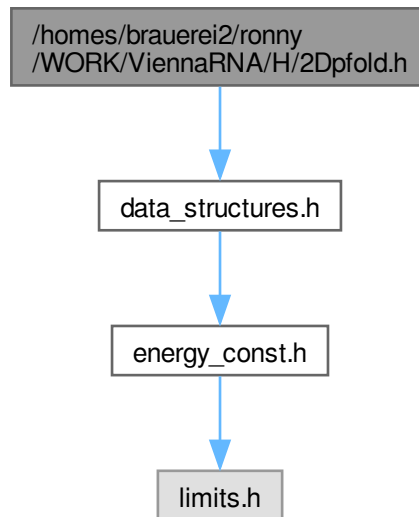 /homes/brauerei2/ronny
/WORK/ViennaRNA/H/2Dpfold.h
data_structures.h
energy_const.h
limits.h